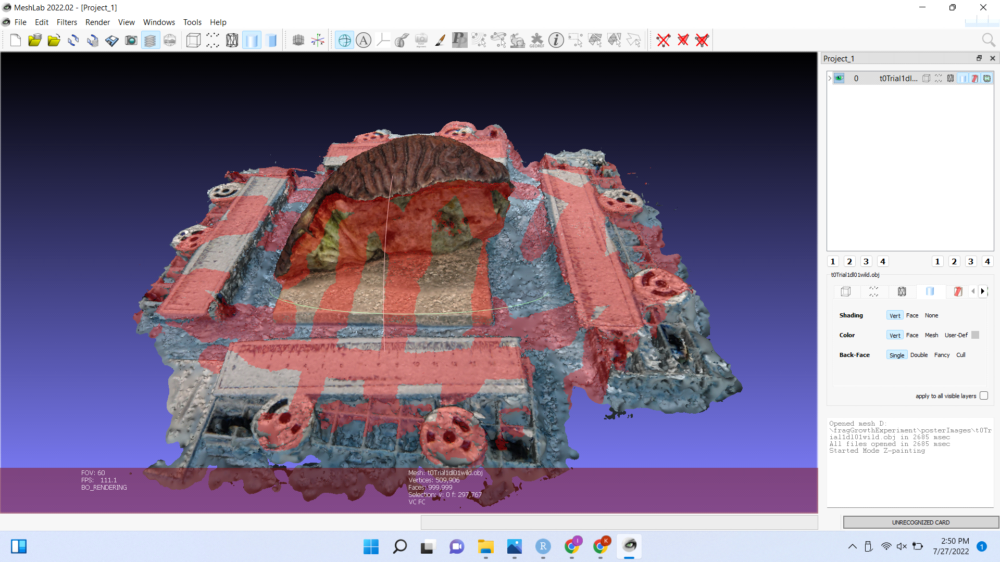 MeshLab 2022.02 - [Project_1]
File Edit Filters Render View Windows Tools Help
A
P
GEOREF
i
Project_1
0 t0Trial1dl...
1 2 3 4 1 2 3 4
t0Trial1dl01wild.obj
Shading Vert Face None
Color Vert Face Mesh User-Def
Back-Face Single Double Fancy Cull
apply to all visible layers
Opened mesh D:
\fragGrowthExperiment\posterImages\t0Tr
ial1dl01wild.obj in 2685 msec
All files opened in 2685 msec
Started Mode Z-painting
FOV: 60
FPS: 111.1
BO_RENDERING
Mesh: t0Trial1dl01wild.obj
Vertices: 509,906
Faces: 999,999
Selection: v: 0 f: 297,767
VC FC
UNRECOGNIZED CARD
R
I
K
2:50 PM
7/27/2022
1